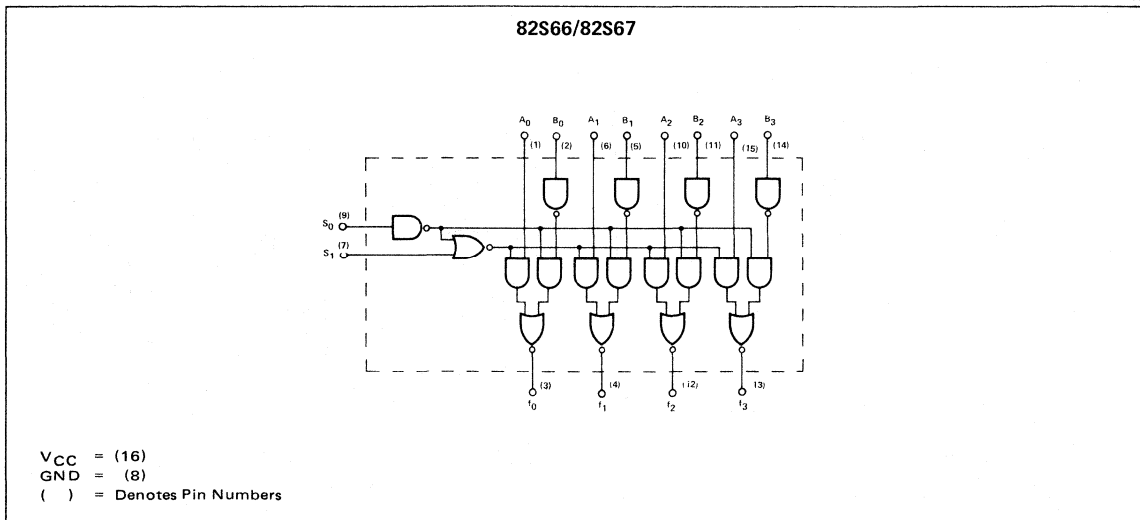 82S66/82S67
A0 B0 A1 B1 A2 B2 A3 B3
(1) (2) (6) (5) (10) (11) (15) (14)
S0 (9)
S1 (7)
(3) (4) (12) 13)
f0 f1 f2 f3
VCC = (16)
GND = (8)
( ) = Denotes Pin Numbers